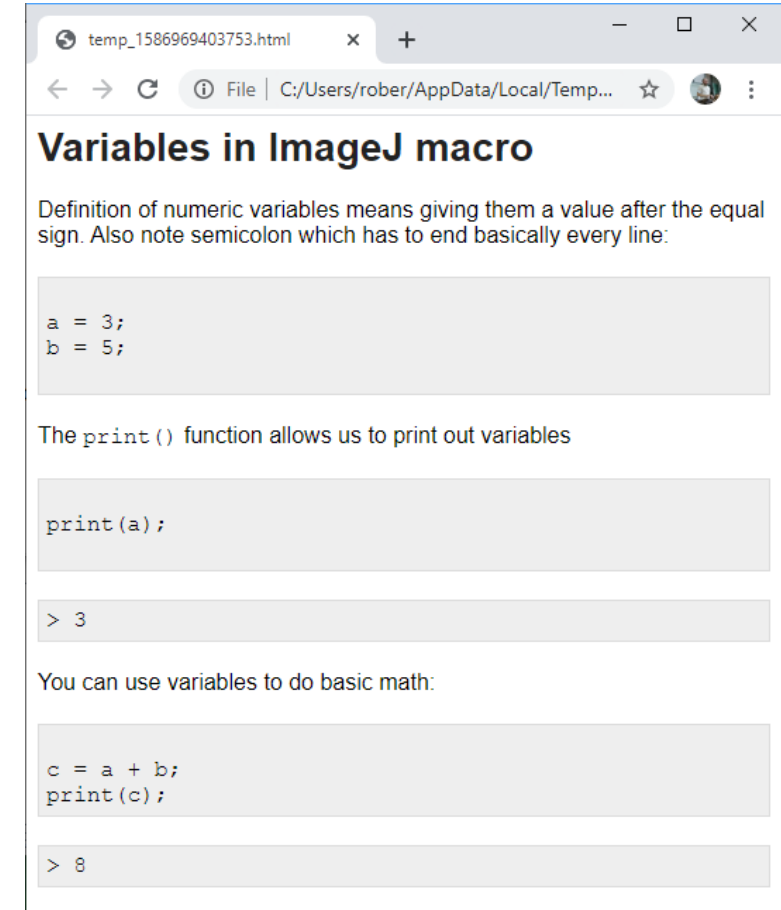 temp_1586969403753.html
File | C:/Users/rober/AppData/Local/Temp...
Variables in ImageJ macro
Definition of numeric variables means giving them a value after the equal
sign. Also note semicolon which has to end basically every line:
a = 3;
b = 5;
The print() function allows us to print out variables
print(a);
> 3
You can use variables to do basic math:
c = a + b;
print(c);
> 8